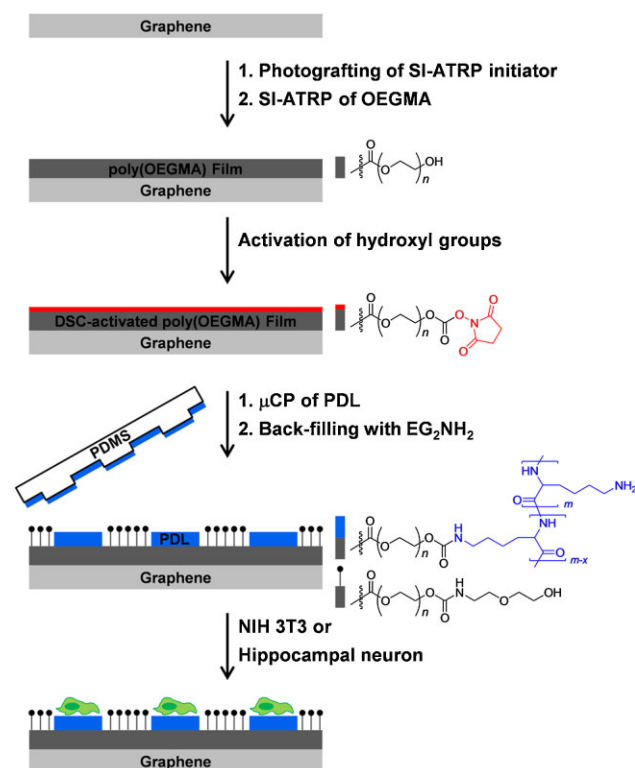 Graphene
1. Photografting of SI-ATRP initiator
2. SI-ATRP of OEGMA
poly(OEGMA) Film
Graphene
O
O
OH
n
Activation of hydroxyl groups
DSC-activated poly(OEGMA) Film
Graphene
O
O
O
O
O
N
O
O
n
PDMS
1. μCP of PDL
2. Back-filling with EG₂NH₂
HN
NH₂
O
m
PDL
Graphene
O
O
O
H
N
O
n
H
N
O
m-x
O
O
O
H
N
O
OH
O
n
NIH 3T3 or
Hippocampal neuron
Graphene